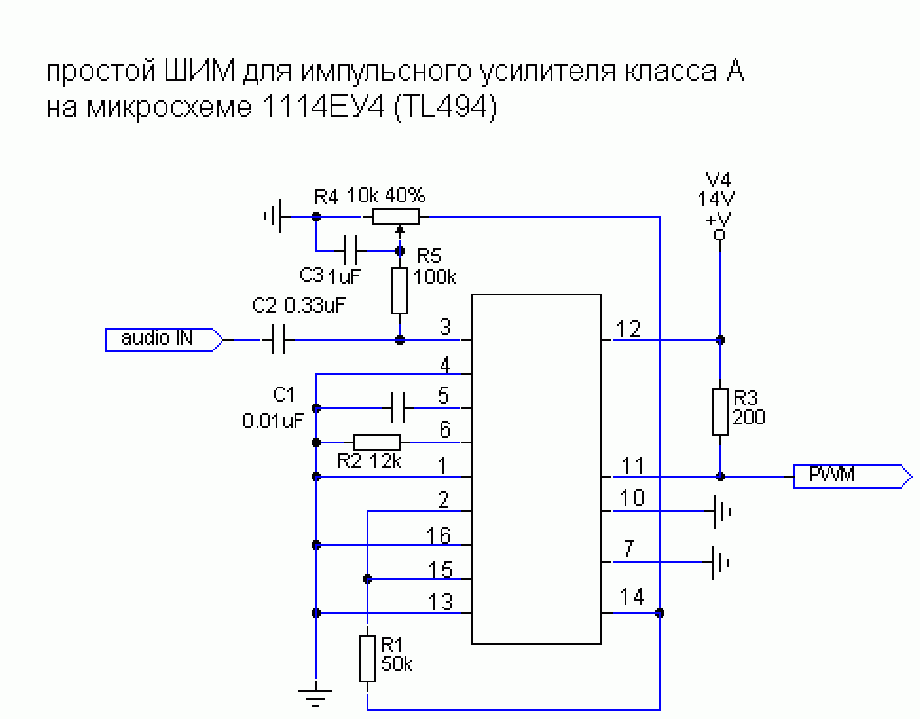 простой ШИМ для импульсного усилителя класса А
на микросхеме 1114ЕУ4 (TL494)
V4
14V
+V
R4 10k 40%
R5
100k
C3 1uF
C2 0.33uF
audio IN
3
12
4
C1
0.01uF
5
R3
200
6
R2 12k
1
11
PWM
2
10
16
7
15
13
14
R1
50k